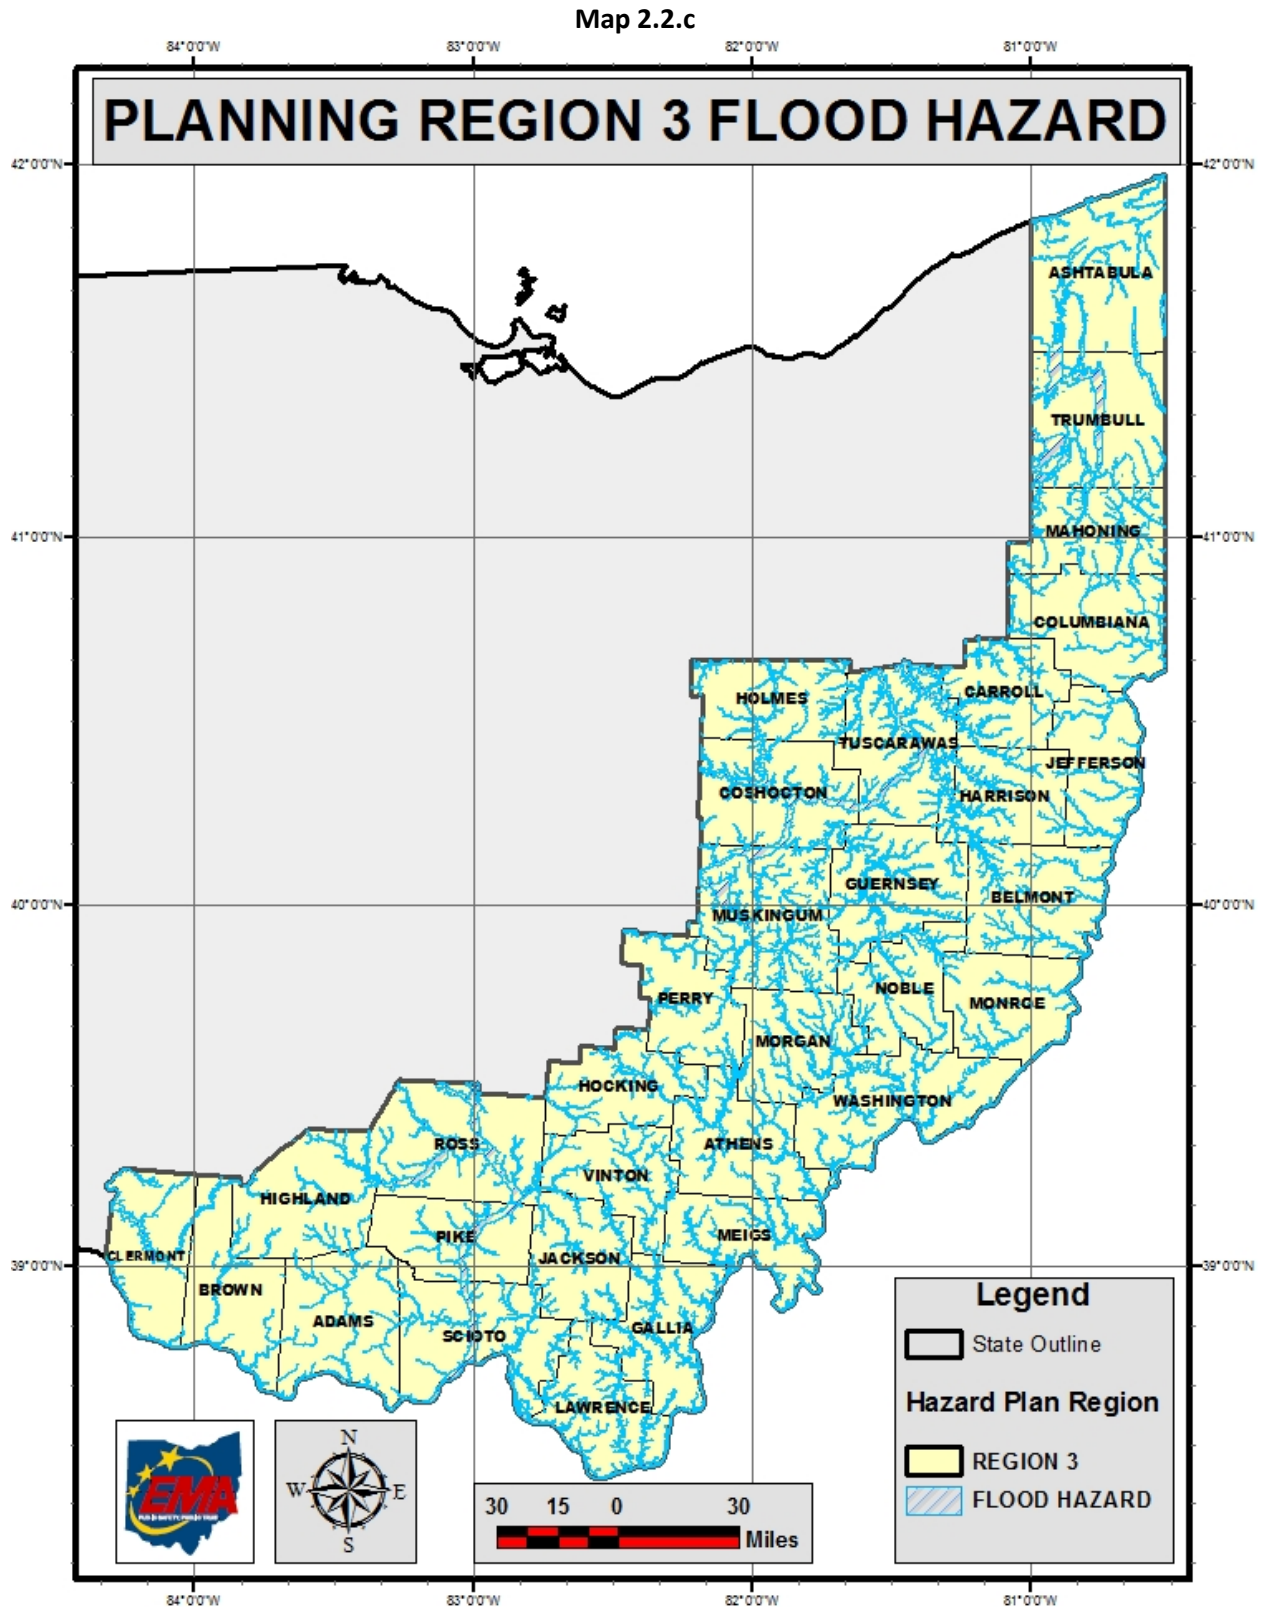 Map 2.2.c
84°0'0"W 83°0'0"W 82°0'0"W 81°0'0"W
PLANNING REGION 3 FLOOD HAZARD
42°0'0"N 42°0'0"N
ASHTABULA
TRUMBULL
MAHONING
41°0'0"N 41°0'0"N
COLUMBIANA
CARROLL
HOLMES
TUSCARAWAS
JEFFERSON
COSHOCTON
HARRISON
GUERNSEY
BELMONT
40°0'0"N 40°0'0"N
MUSKINGUM
NOBLE
PERRY
MONROE
MORGAN
HOCKING
WASHINGTON
ROSS
ATHENS
VINTON
HIGHLAND
PIKE
MEIGS
CLERMONT
JACKSON
39°0'0"N 39°0'0"N
BROWN
ADAMS
GALLIA
SCIOTO
LAWRENCE
Legend
State Outline
Hazard Plan Region
REGION 3
FLOOD HAZARD
EMA
N
W E
S
30 15 0 30
Miles
84°0'0"W 83°0'0"W 82°0'0"W 81°0'0"W